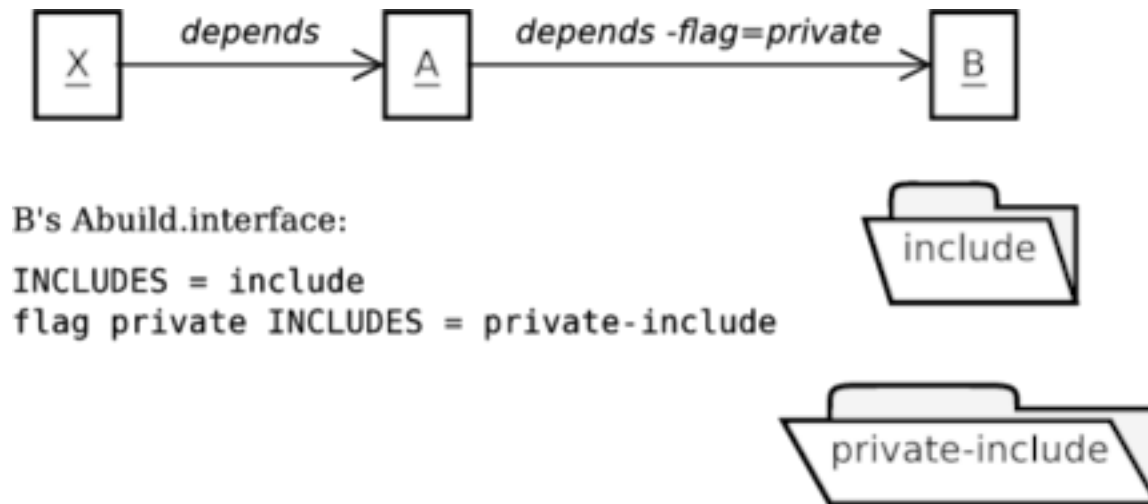 depends
depends -flag=private
X
A
B
B's Abuild.interface:
INCLUDES = include
flag private INCLUDES = private-include
include
private-include